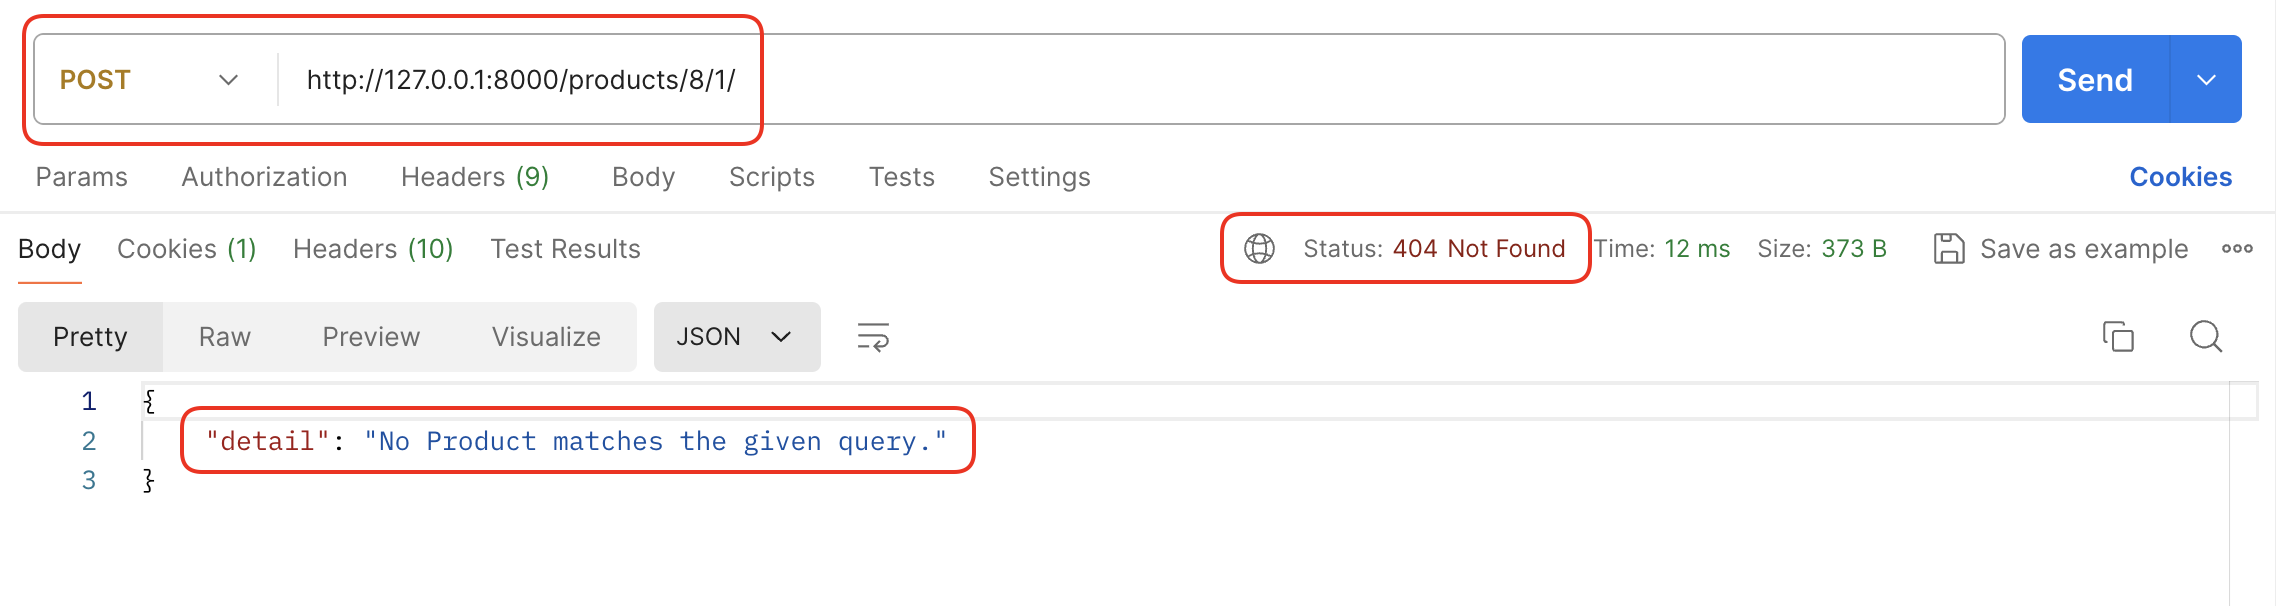 POST http://127.0.0.1:8000/products/8/1/ Send
Params Authorization Headers (9) Body Scripts Tests Settings Cookies
Body Cookies (1) Headers (10) Test Results Status: 404 Not Found Time: 12 ms Size: 373 B Save as example
Pretty Raw Preview Visualize JSON
1 {
2 "detail": "No Product matches the given query."
3 }